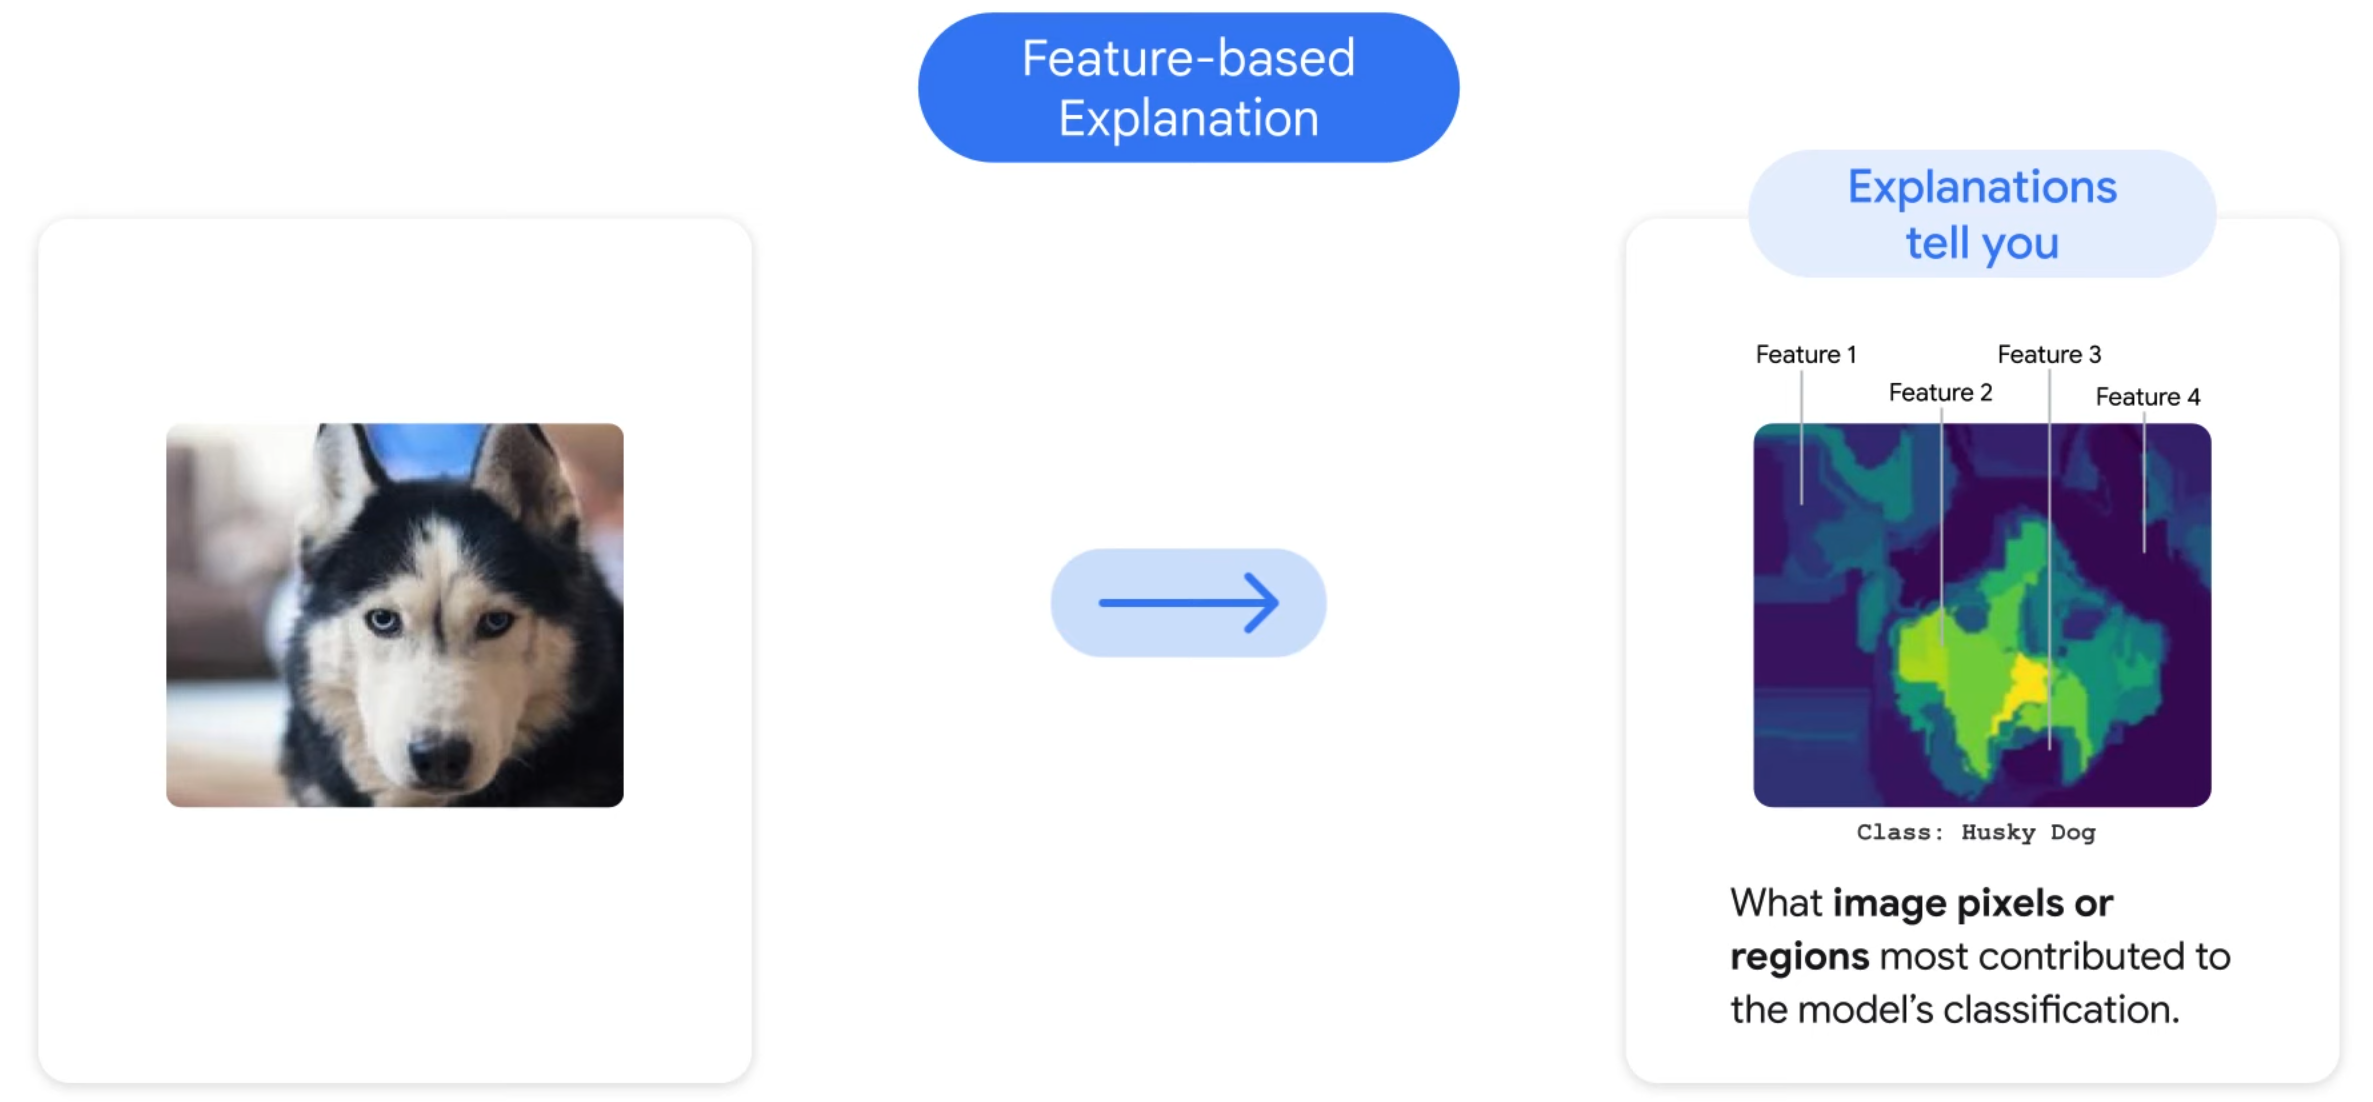 Feature-based
Explanation
Explanations
tell you
Feature 1
Feature 3
Feature 2
Feature 4
Class: Husky Dog
What image pixels or
regions most contributed to
the model’s classification.